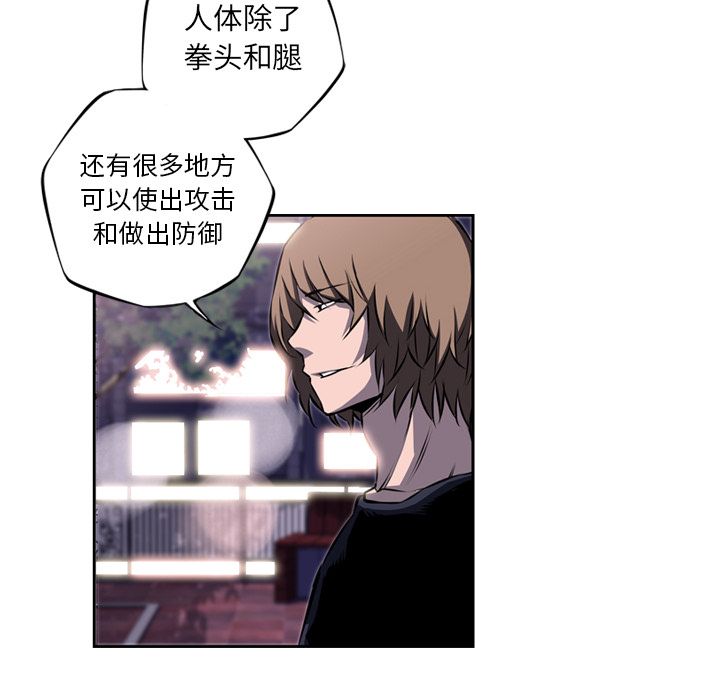 人体除了
拳头和腿
还有很多地方
可以使出攻击
和做出防御